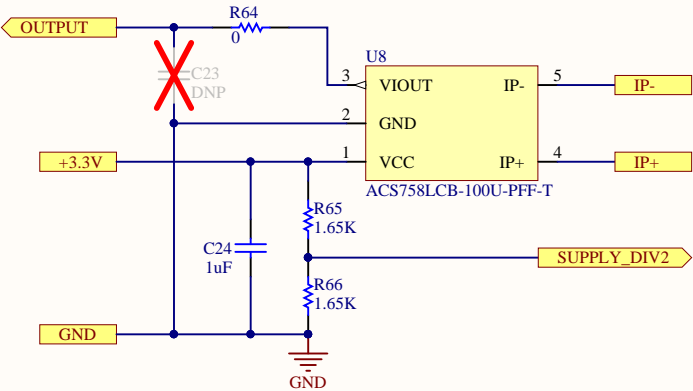 R64
OUTPUT
0
U8
C23
DNP
3
VIOUT
IP-
5
IP-
2
GND
+3.3V
1
VCC
IP+
4
IP+
ACS758LCB-100U-PFF-T
R65
1.65K
C24
1uF
SUPPLY_DIV2
R66
1.65K
GND
GND